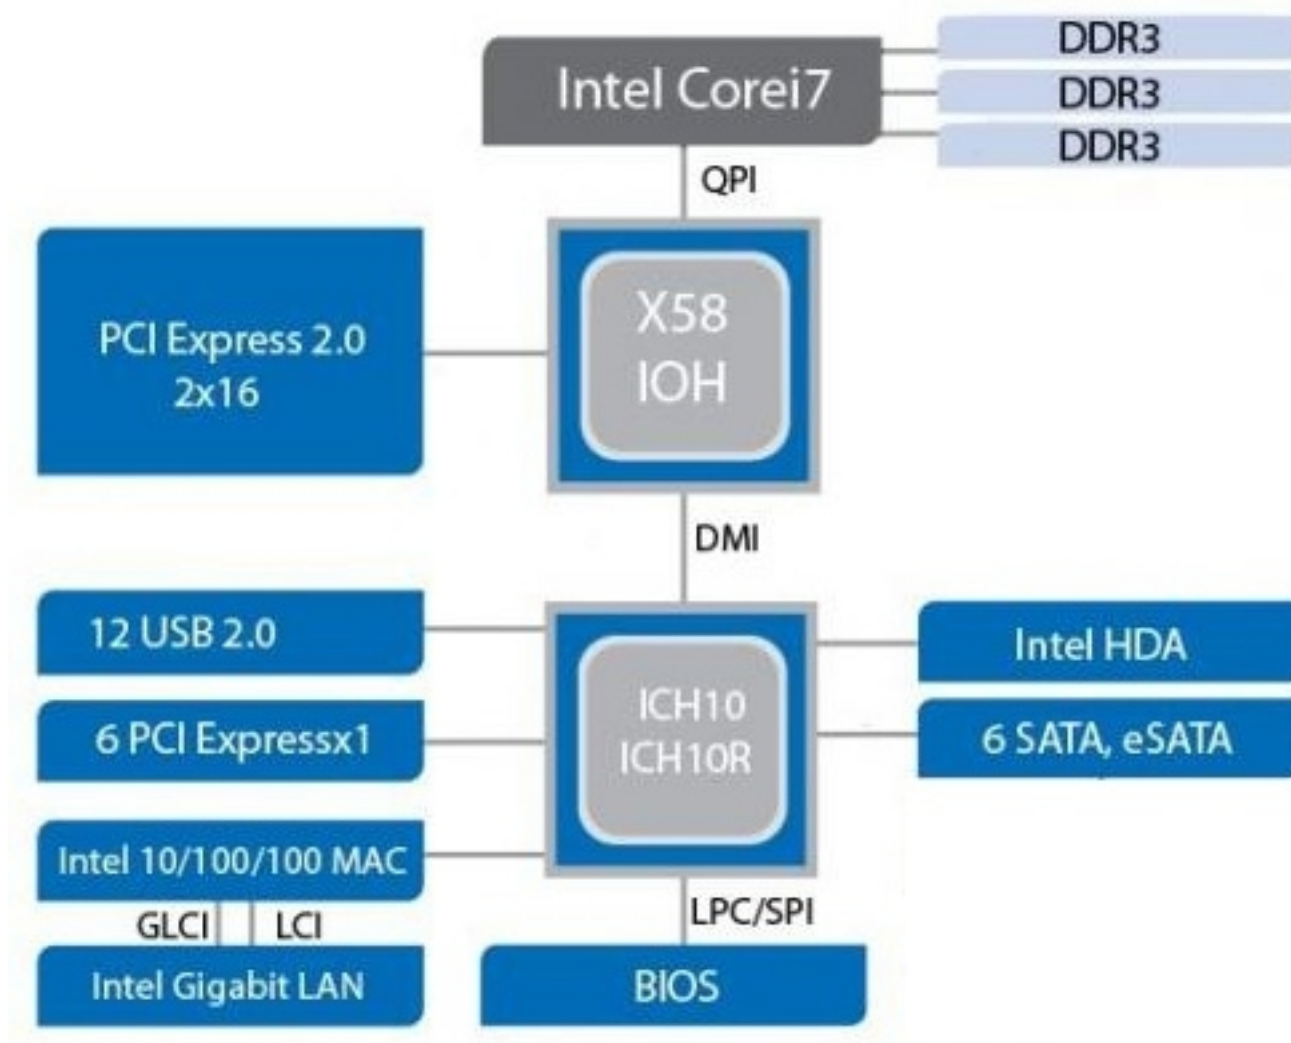 DDR3
Intel Corei7
DDR3
DDR3
QPI
X58
IOH
PCI Express 2.0
2x16
DMI
12 USB 2.0
Intel HDA
ICH10
ICH10R
6 PCI Expressx1
6 SATA, eSATA
Intel 10/100/100 MAC
GLCI LCI
LPC/SPI
Intel Gigabit LAN
BIOS